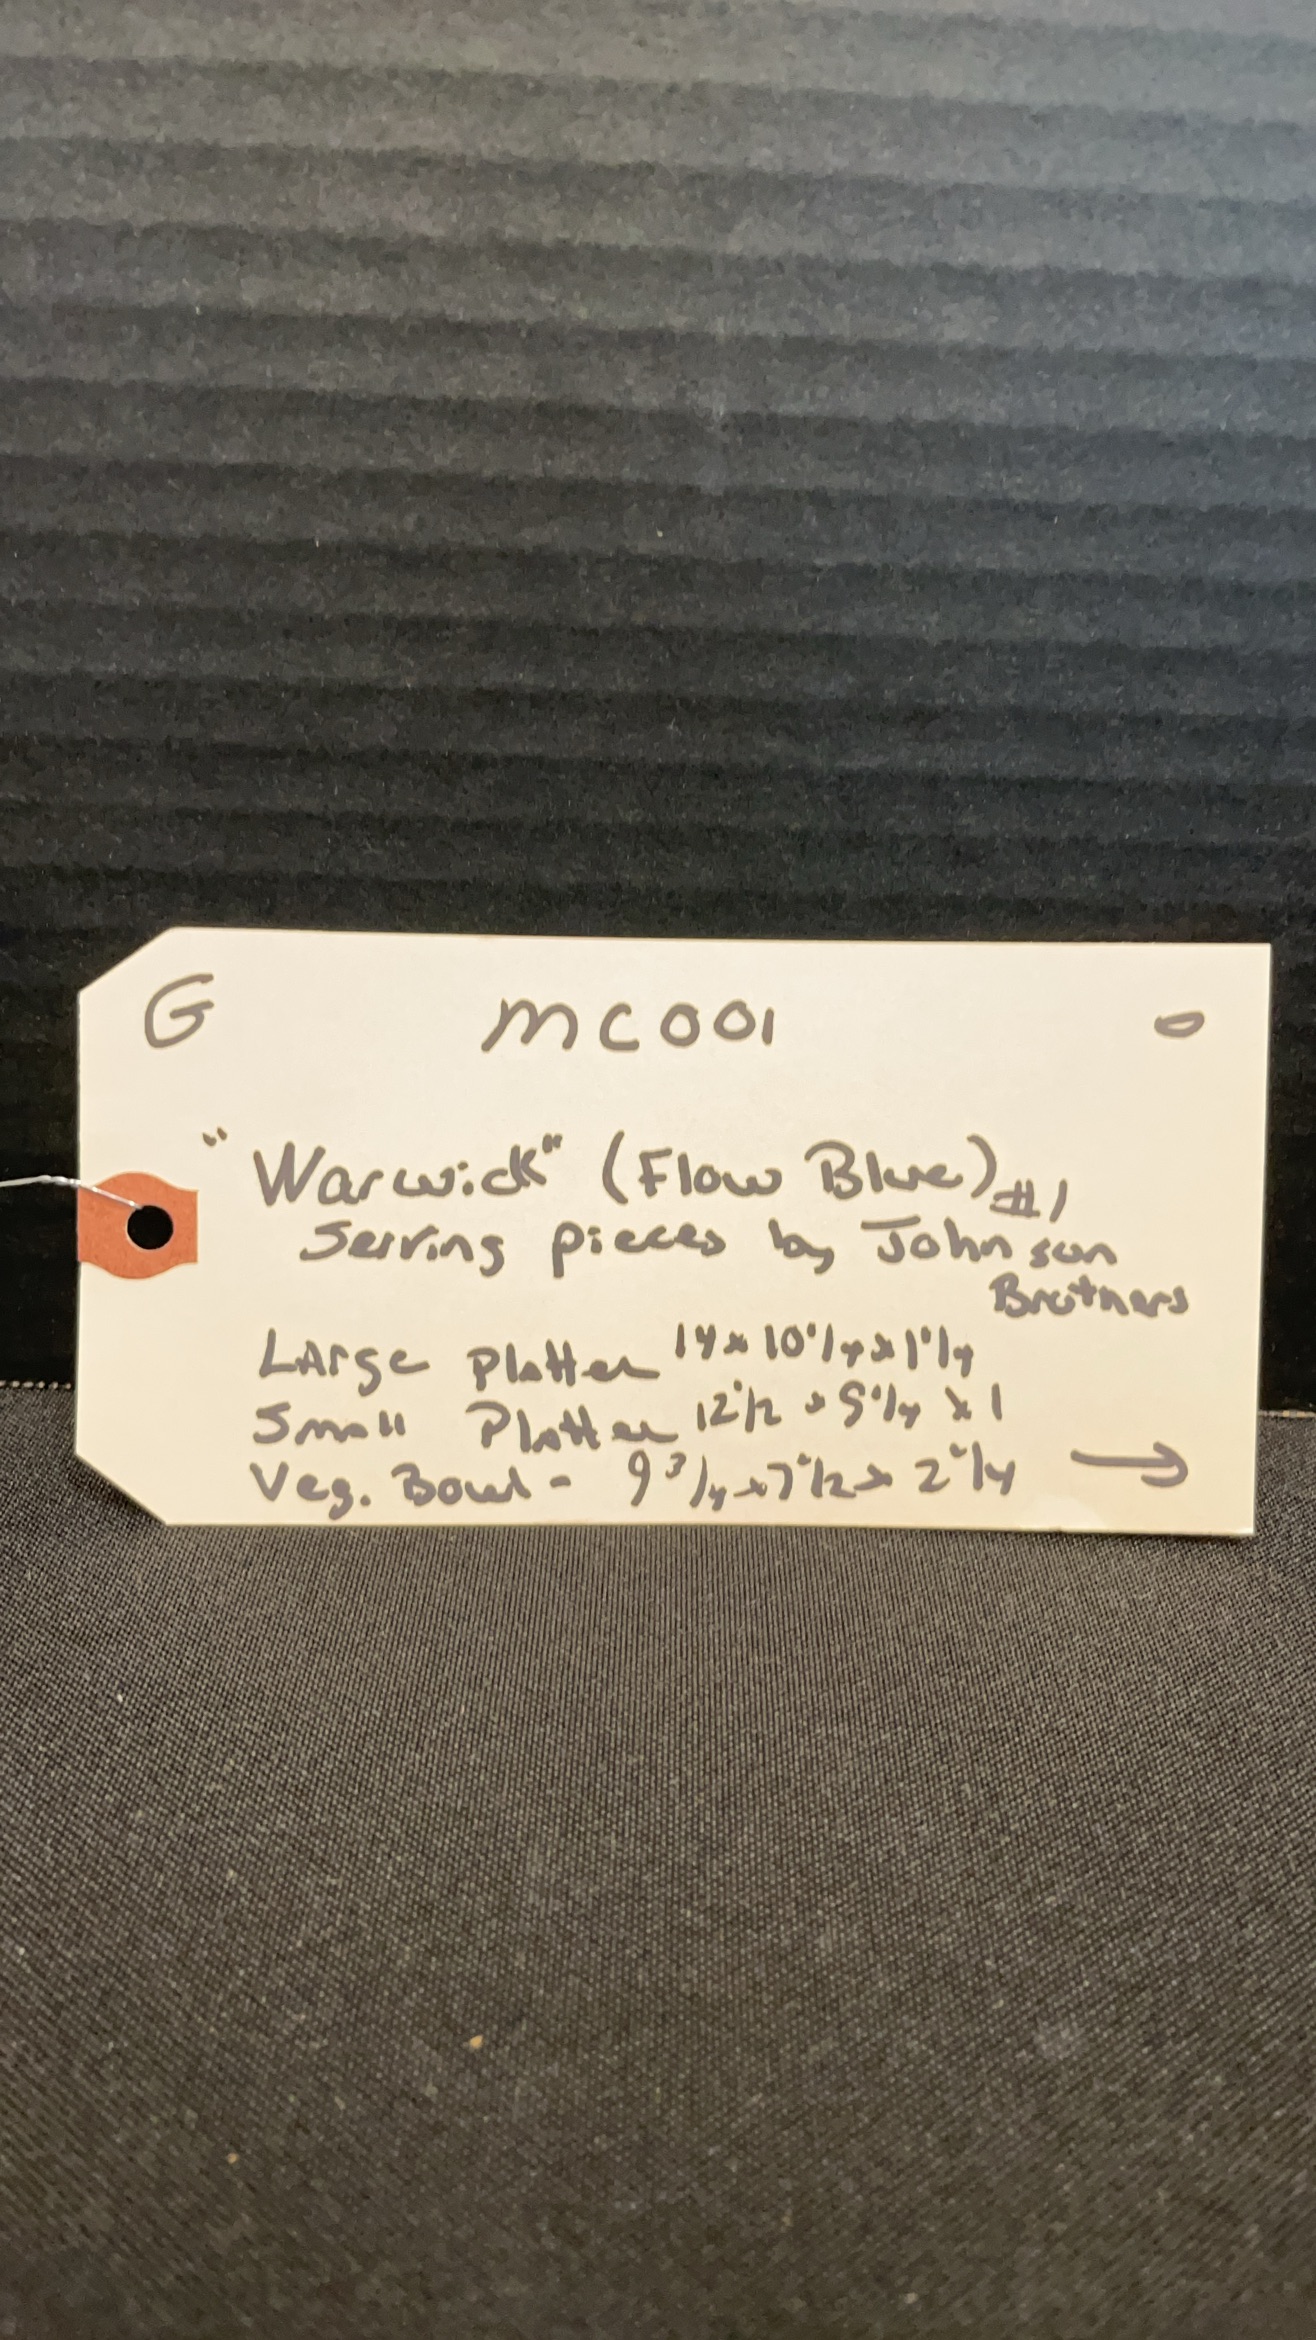 G MC001 0
"Warwick" (Flow Blue) #1
Serving pieces by Johnson
Brothers
Large Platter 14 x 10 1/4 x 1 1/4
Small Platter 12 1/2 x 9 1/4 x 1
Veg. Bowl - 9 3/4 x 7 1/2 x 2 1/4 →